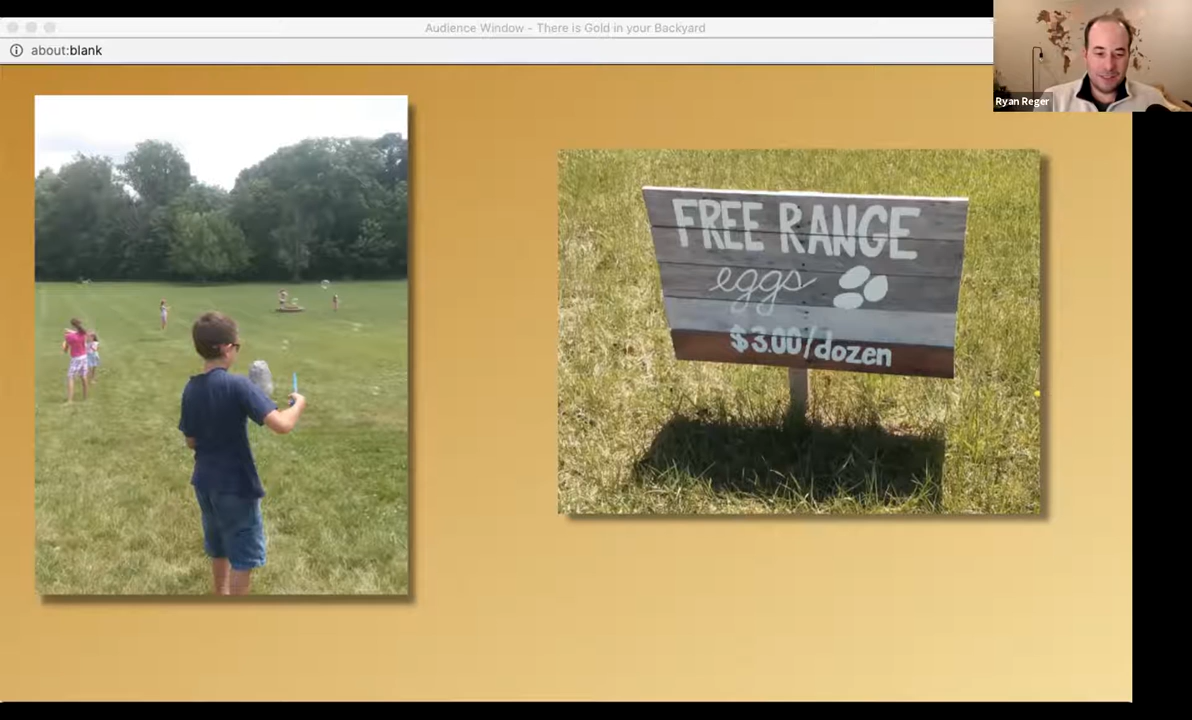 Audience Window - There is Gold in your Backyard
about:blank
Ryan Reger
FREE RANGE
eggs
$3.00/dozen